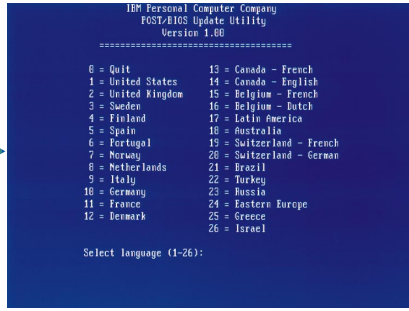 IBM Personal Computer Company
POST/BIOS Update Utility
Version 1.00
=====================================
0 = Quit
1 = United States
2 = United Kingdom
3 = Sweden
4 = Finland
5 = Spain
6 = Portugal
7 = Norway
8 = Netherlands
9 = Italy
10 = Germany
11 = France
12 = Denmark
13 = Canada - French
14 = Canada - English
15 = Belgium - French
16 = Belgium - Dutch
17 = Latin America
18 = Australia
19 = Switzerland - French
20 = Switzerland - German
21 = Brazil
22 = Turkey
23 = Russia
24 = Eastern Europe
25 = Greece
26 = Israel
Select language (1-26):